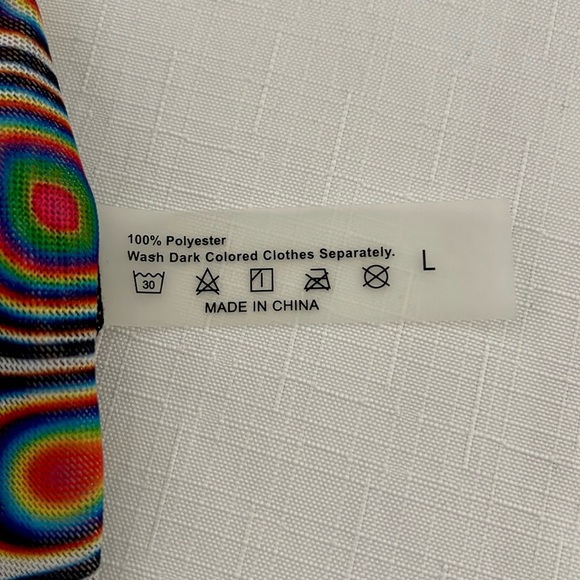 100% Polyester
Wash Dark Colored Clothes Separately.
L
30
MADE IN CHINA